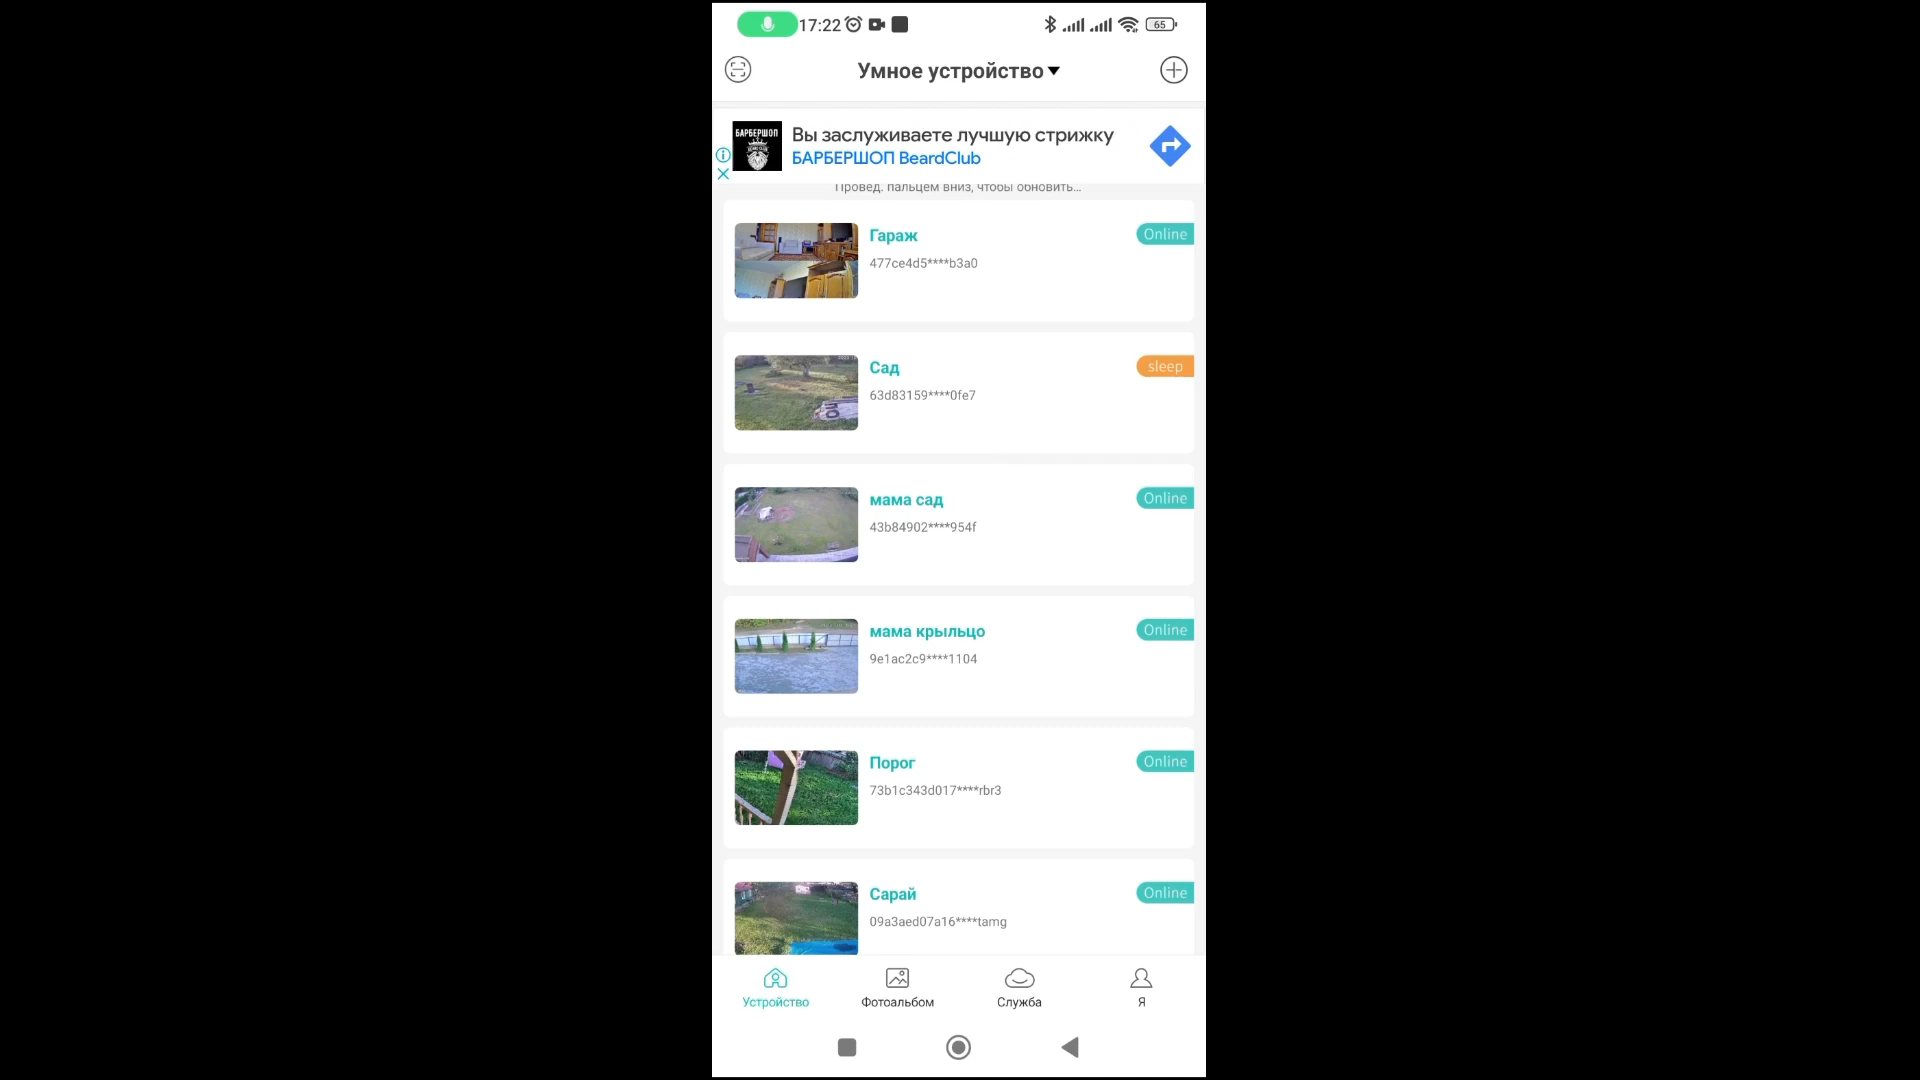 17:22
65
Умное устройство
БАРБЕРШОП
Вы заслуживаете лучшую стрижку
БАРБЕРШОП BeardClub
Провед. пальцем вниз, чтобы обновить...
Гараж
Online
477ce4d5****b3a0
Сад
sleep
63d83159****0fe7
мама сад
Online
43b84902****954f
мама крыльцо
Online
9e1ac2c9****1104
Порог
Online
73b1c343d017****rbr3
Сарай
Online
09a3aed07a16****tamg
Устройство
Фотоальбом
Служба
Я